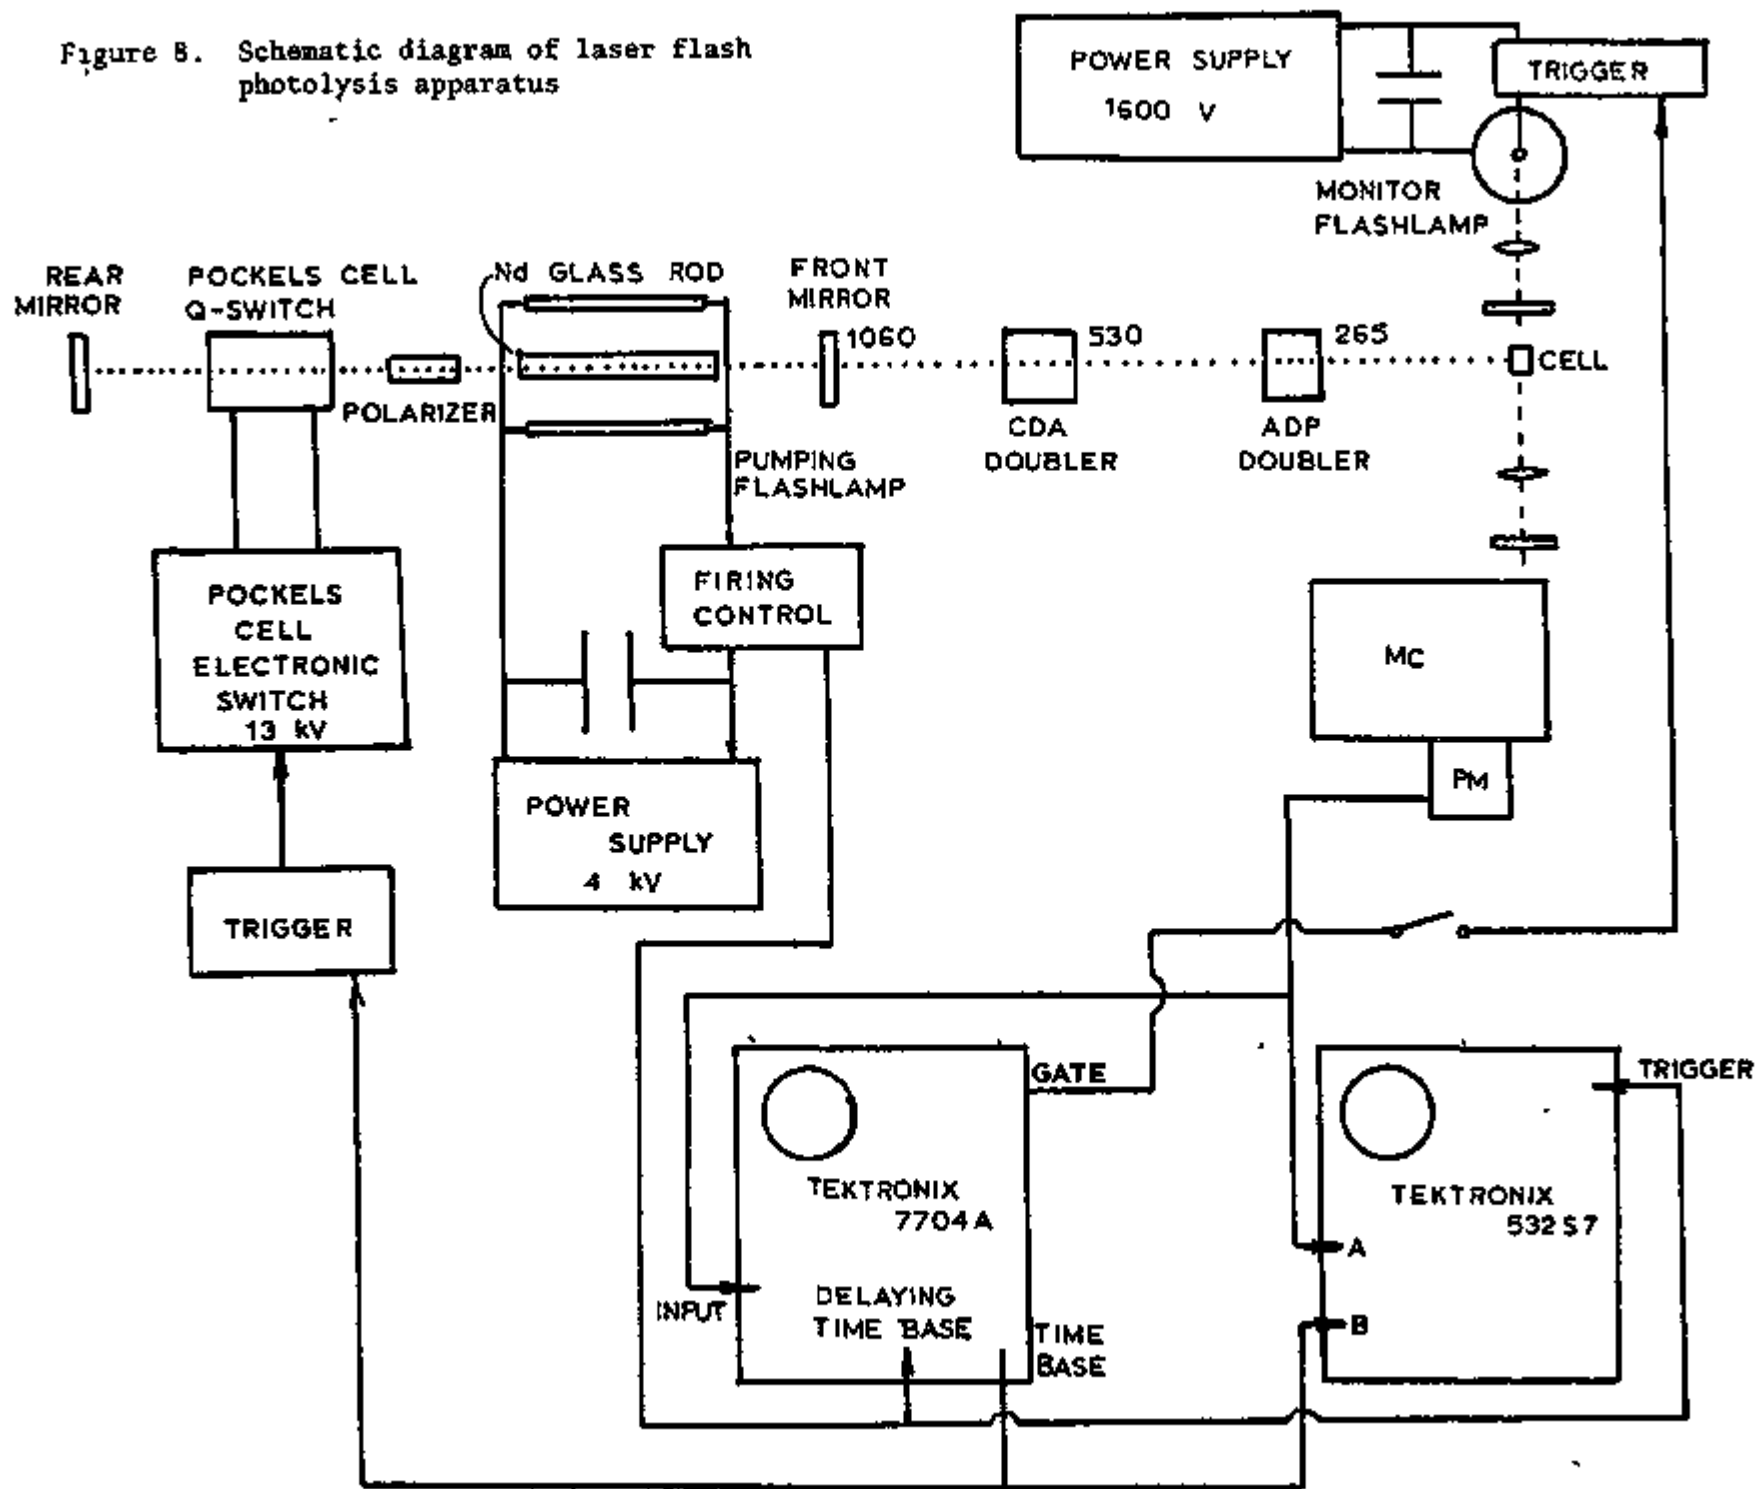 Figure 8. Schematic diagram of laser flash
photolysis apparatus
POWER SUPPLY
1600 V
TRIGGER
MONITOR
FLASHLAMP
REAR
MIRROR
POCKELS CELL
Q-SWITCH
Nd GLASS ROD
FRONT
MIRROR
1060
530
265
CELL
POLARIZER
CDA
DOUBLER
ADP
DOUBLER
PUMPING
FLASHLAMP
POCKELS
CELL
ELECTRONIC
SWITCH
13 kV
FIRING
CONTROL
MC
PM
POWER
SUPPLY
4 kV
TRIGGER
GATE
TRIGGER
TEKTRONIX
7704A
TEKTRONIX
532S7
A
INPUT
DELAYING
TIME BASE
TIME
BASE
B